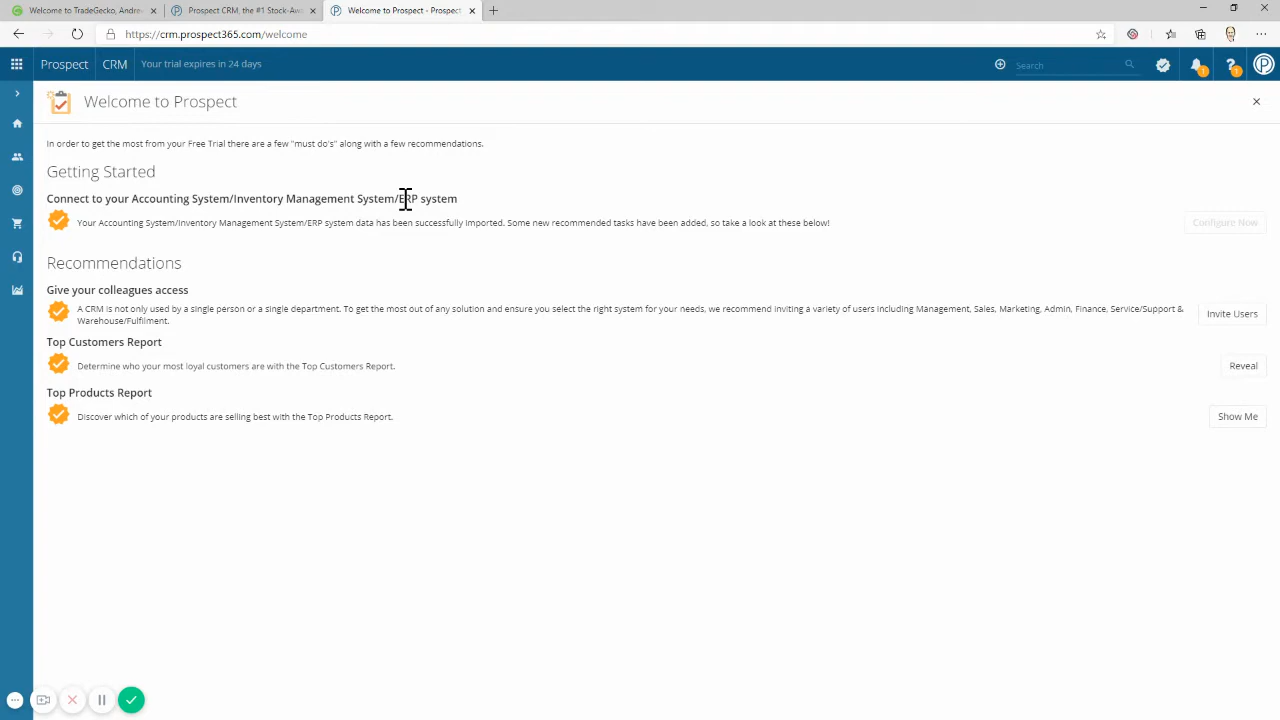 Welcome to TradeGecko, Andre
Prospect CRM, the #1 Stock-Aw
Welcome to Prospect - Prospect
https://crm.prospect365.com/welcome
Prospect CRM Your trial expires in 24 days Search 1 1
Welcome to Prospect
In order to get the most from your Free Trial there are a few "must do's" along with a few recommendations.
Getting Started
Connect to your Accounting System/Inventory Management System/ERP system
Your Accounting System/Inventory Management System/ERP system data has been successfully imported. Some new recommended tasks have been added, so take a look at these below!
Configure Now
Recommendations
Give your colleagues access
A CRM is not only used by a single person or a single department. To get the most out of any solution and ensure you select the right system for your needs, we recommend inviting a variety of users including Management, Sales, Marketing, Admin, Finance, Service/Support &
Warehouse/Fulfilment.
Invite Users
Top Customers Report
Determine who your most loyal customers are with the Top Customers Report.
Reveal
Top Products Report
Discover which of your products are selling best with the Top Products Report.
Show Me